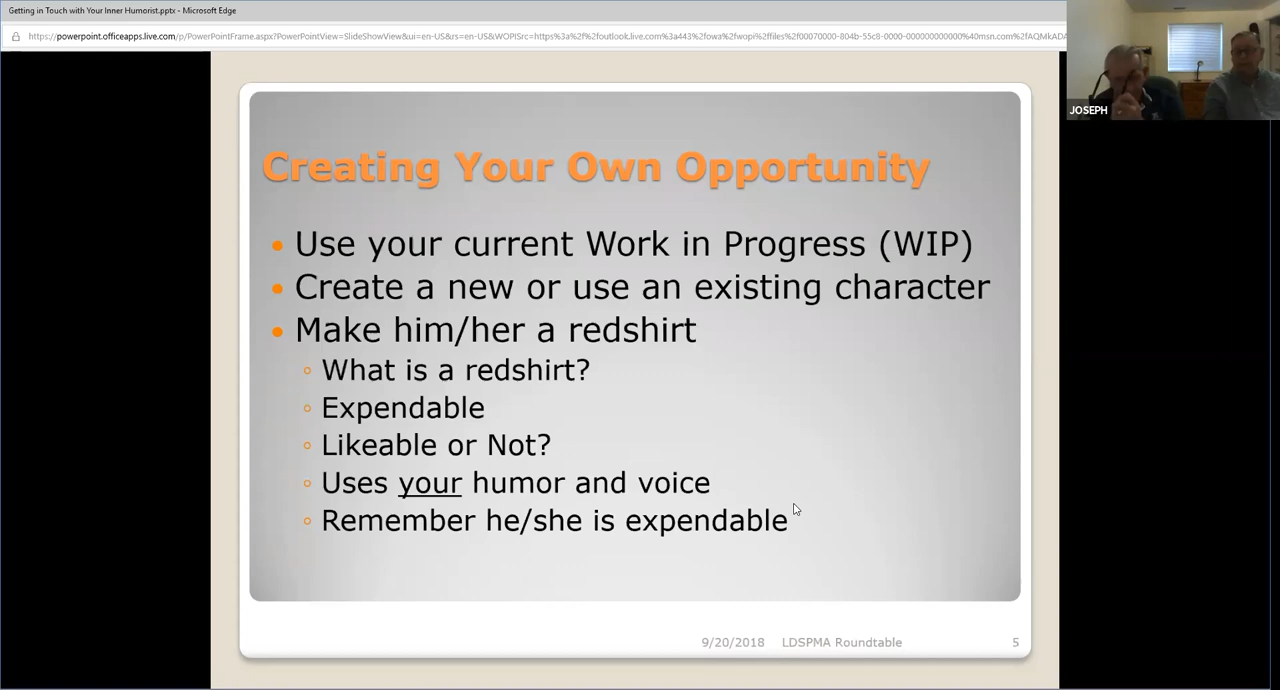 Getting in Touch with Your Inner Humorist.pptx - Microsoft Edge
https://powerpoint.officeapps.live.com/p/PowerPointFrame.aspx?PowerPointView=SlideShowView&ui=en-US&rs=en-US&WOPISrc=https%3a%2f%2foutlook.live.com%3a443%2fowa%2fwopi%2ffiles%2f00070000-804b-55c8-0000-000000000000%40msn.com%2fAQMkADA
JOSEPH
Creating Your Own Opportunity
• Use your current Work in Progress (WIP)
• Create a new or use an existing character
• Make him/her a redshirt
◦ What is a redshirt?
◦ Expendable
◦ Likeable or Not?
◦ Uses your humor and voice
◦ Remember he/she is expendable
9/20/2018 LDSPMA Roundtable 5